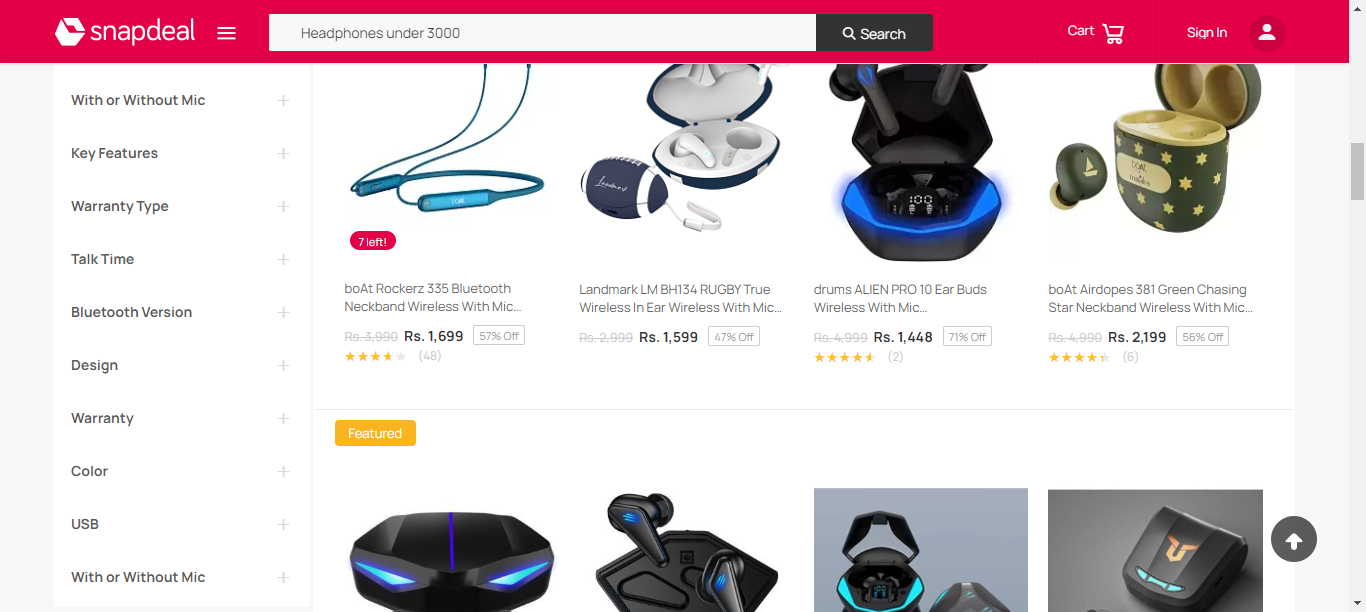 snapdeal
Headphones under 3000
Search
Cart
Sign In
With or Without Mic
Key Features
Warranty Type
Talk Time
Bluetooth Version
Design
Warranty
Color
USB
With or Without Mic
boAt
7 left!
boAt Rockerz 335 Bluetooth
Neckband Wireless With Mic...
Rs. 3,990 Rs. 1,699 57% Off
(48)
Landmark
Landmark LM BH134 RUGBY True
Wireless In Ear Wireless With Mic...
Rs. 2,999 Rs. 1,599 47% Off
100
drums ALIEN PRO 10 Ear Buds
Wireless With Mic...
Rs. 4,999 Rs. 1,448 71% Off
(2)
boAt
boAt Airdopes 381 Green Chasing
Star Neckband Wireless With Mic...
Rs. 4,990 Rs. 2,199 56% Off
(6)
Featured
100